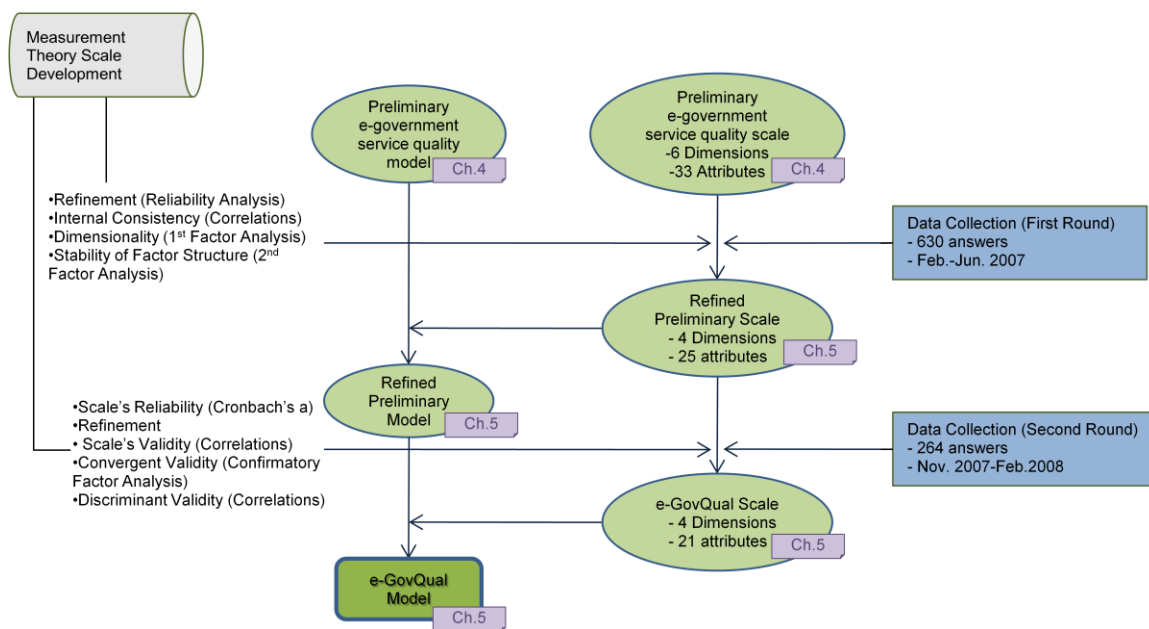 Measurement
Theory Scale
Development
Preliminary
e-government
service quality
model
Ch.4
Preliminary
e-government
service quality scale
-6 Dimensions
-33 Attributes
Ch.4
•Refinement (Reliability Analysis)
•Internal Consistency (Correlations)
•Dimensionality (1st Factor Analysis)
•Stability of Factor Structure (2nd
Factor Analysis)
Data Collection (First Round)
- 630 answers
- Feb.-Jun. 2007
Refined
Preliminary Scale
- 4 Dimensions
- 25 attributes
Ch.5
Refined
Preliminary
Model
Ch.5
•Scale's Reliability (Cronbach's a)
•Refinement
• Scale's Validity (Correlations)
•Convergent Validity (Confirmatory
Factor Analysis)
•Discriminant Validity (Correlations)
Data Collection (Second Round)
- 264 answers
- Nov. 2007-Feb.2008
e-GovQual Scale
- 4 Dimensions
- 21 attributes
Ch.5
e-GovQual
Model
Ch.5